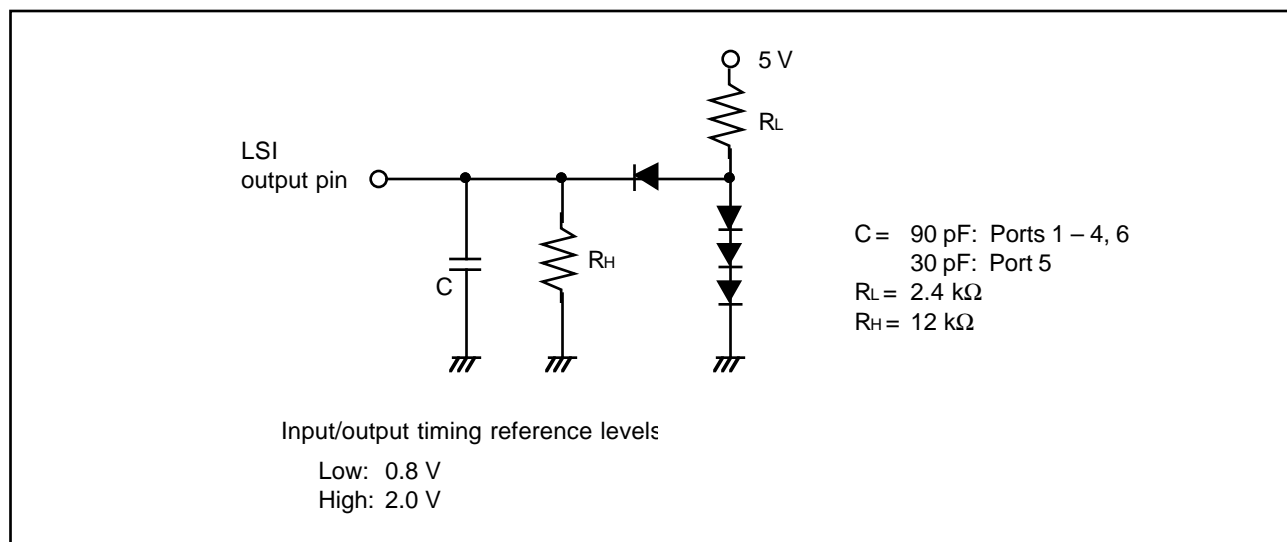 5 V
RL
LSI
output pin
C
RH
C = 90 pF: Ports 1 – 4, 6
30 pF: Port 5
RL = 2.4 kΩ
RH = 12 kΩ
Input/output timing reference levels
Low: 0.8 V
High: 2.0 V